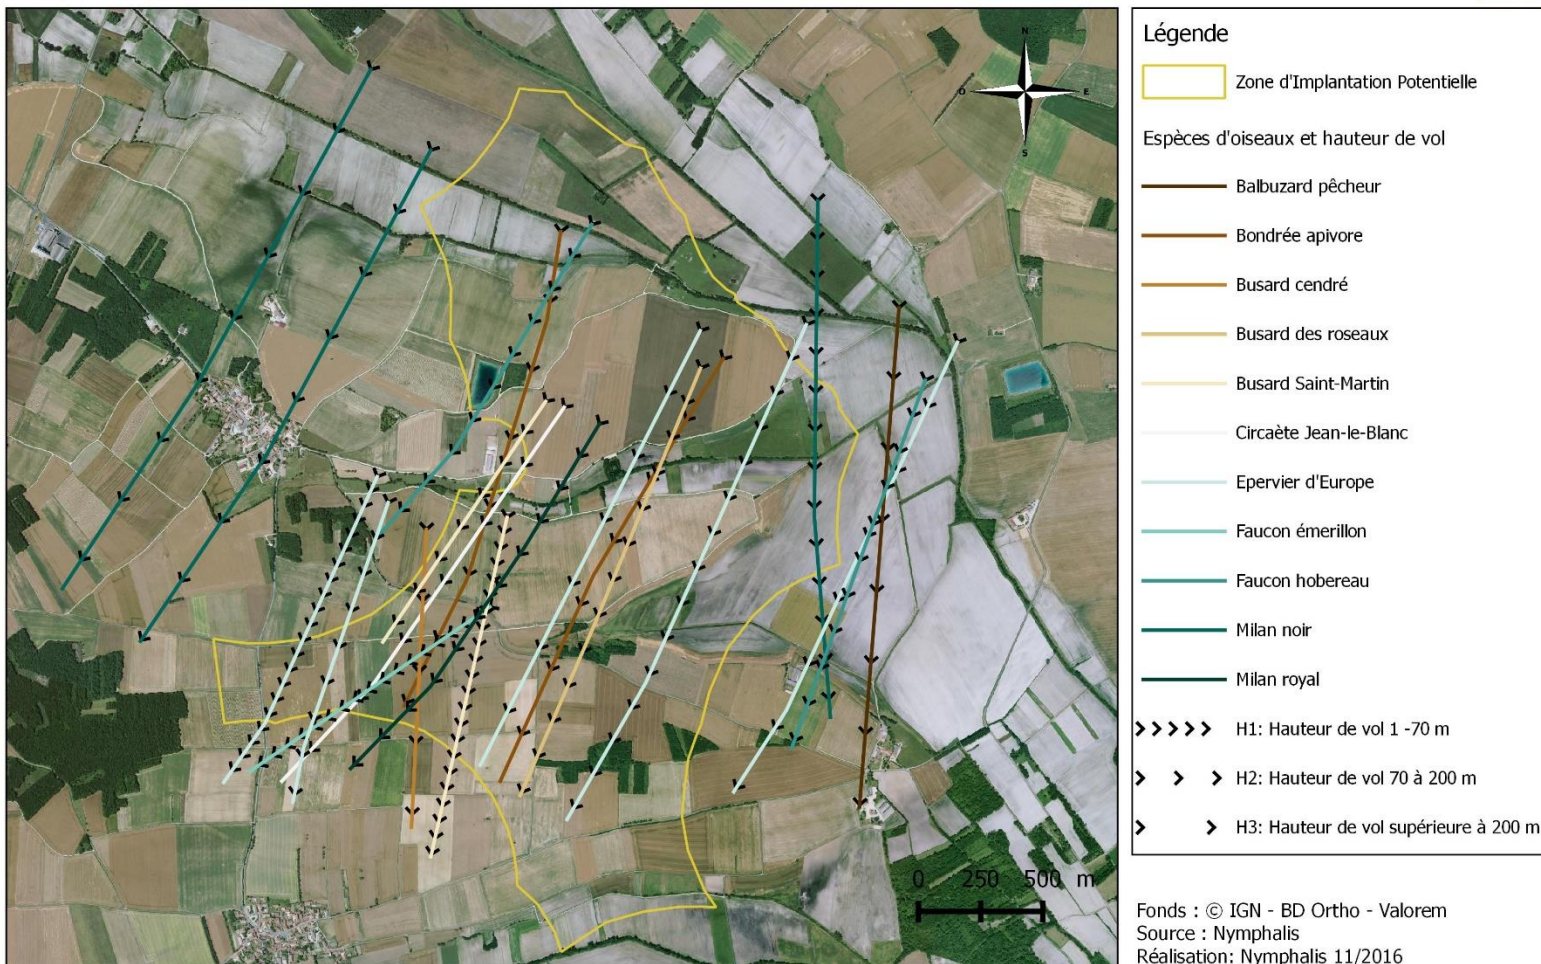 N
O
E
S
0 250 500 m
Légende
Zone d'Implantation Potentielle
Espèces d'oiseaux et hauteur de vol
Balbuzard pêcheur
Bondrée apivore
Busard cendré
Busard des roseaux
Busard Saint-Martin
Circaète Jean-le-Blanc
Epervier d'Europe
Faucon émerillon
Faucon hobereau
Milan noir
Milan royal
H1: Hauteur de vol 1 -70 m
H2: Hauteur de vol 70 à 200 m
H3: Hauteur de vol supérieure à 200 m
Fonds : © IGN - BD Ortho - Valorem
Source : Nymphalis
Réalisation: Nymphalis 11/2016